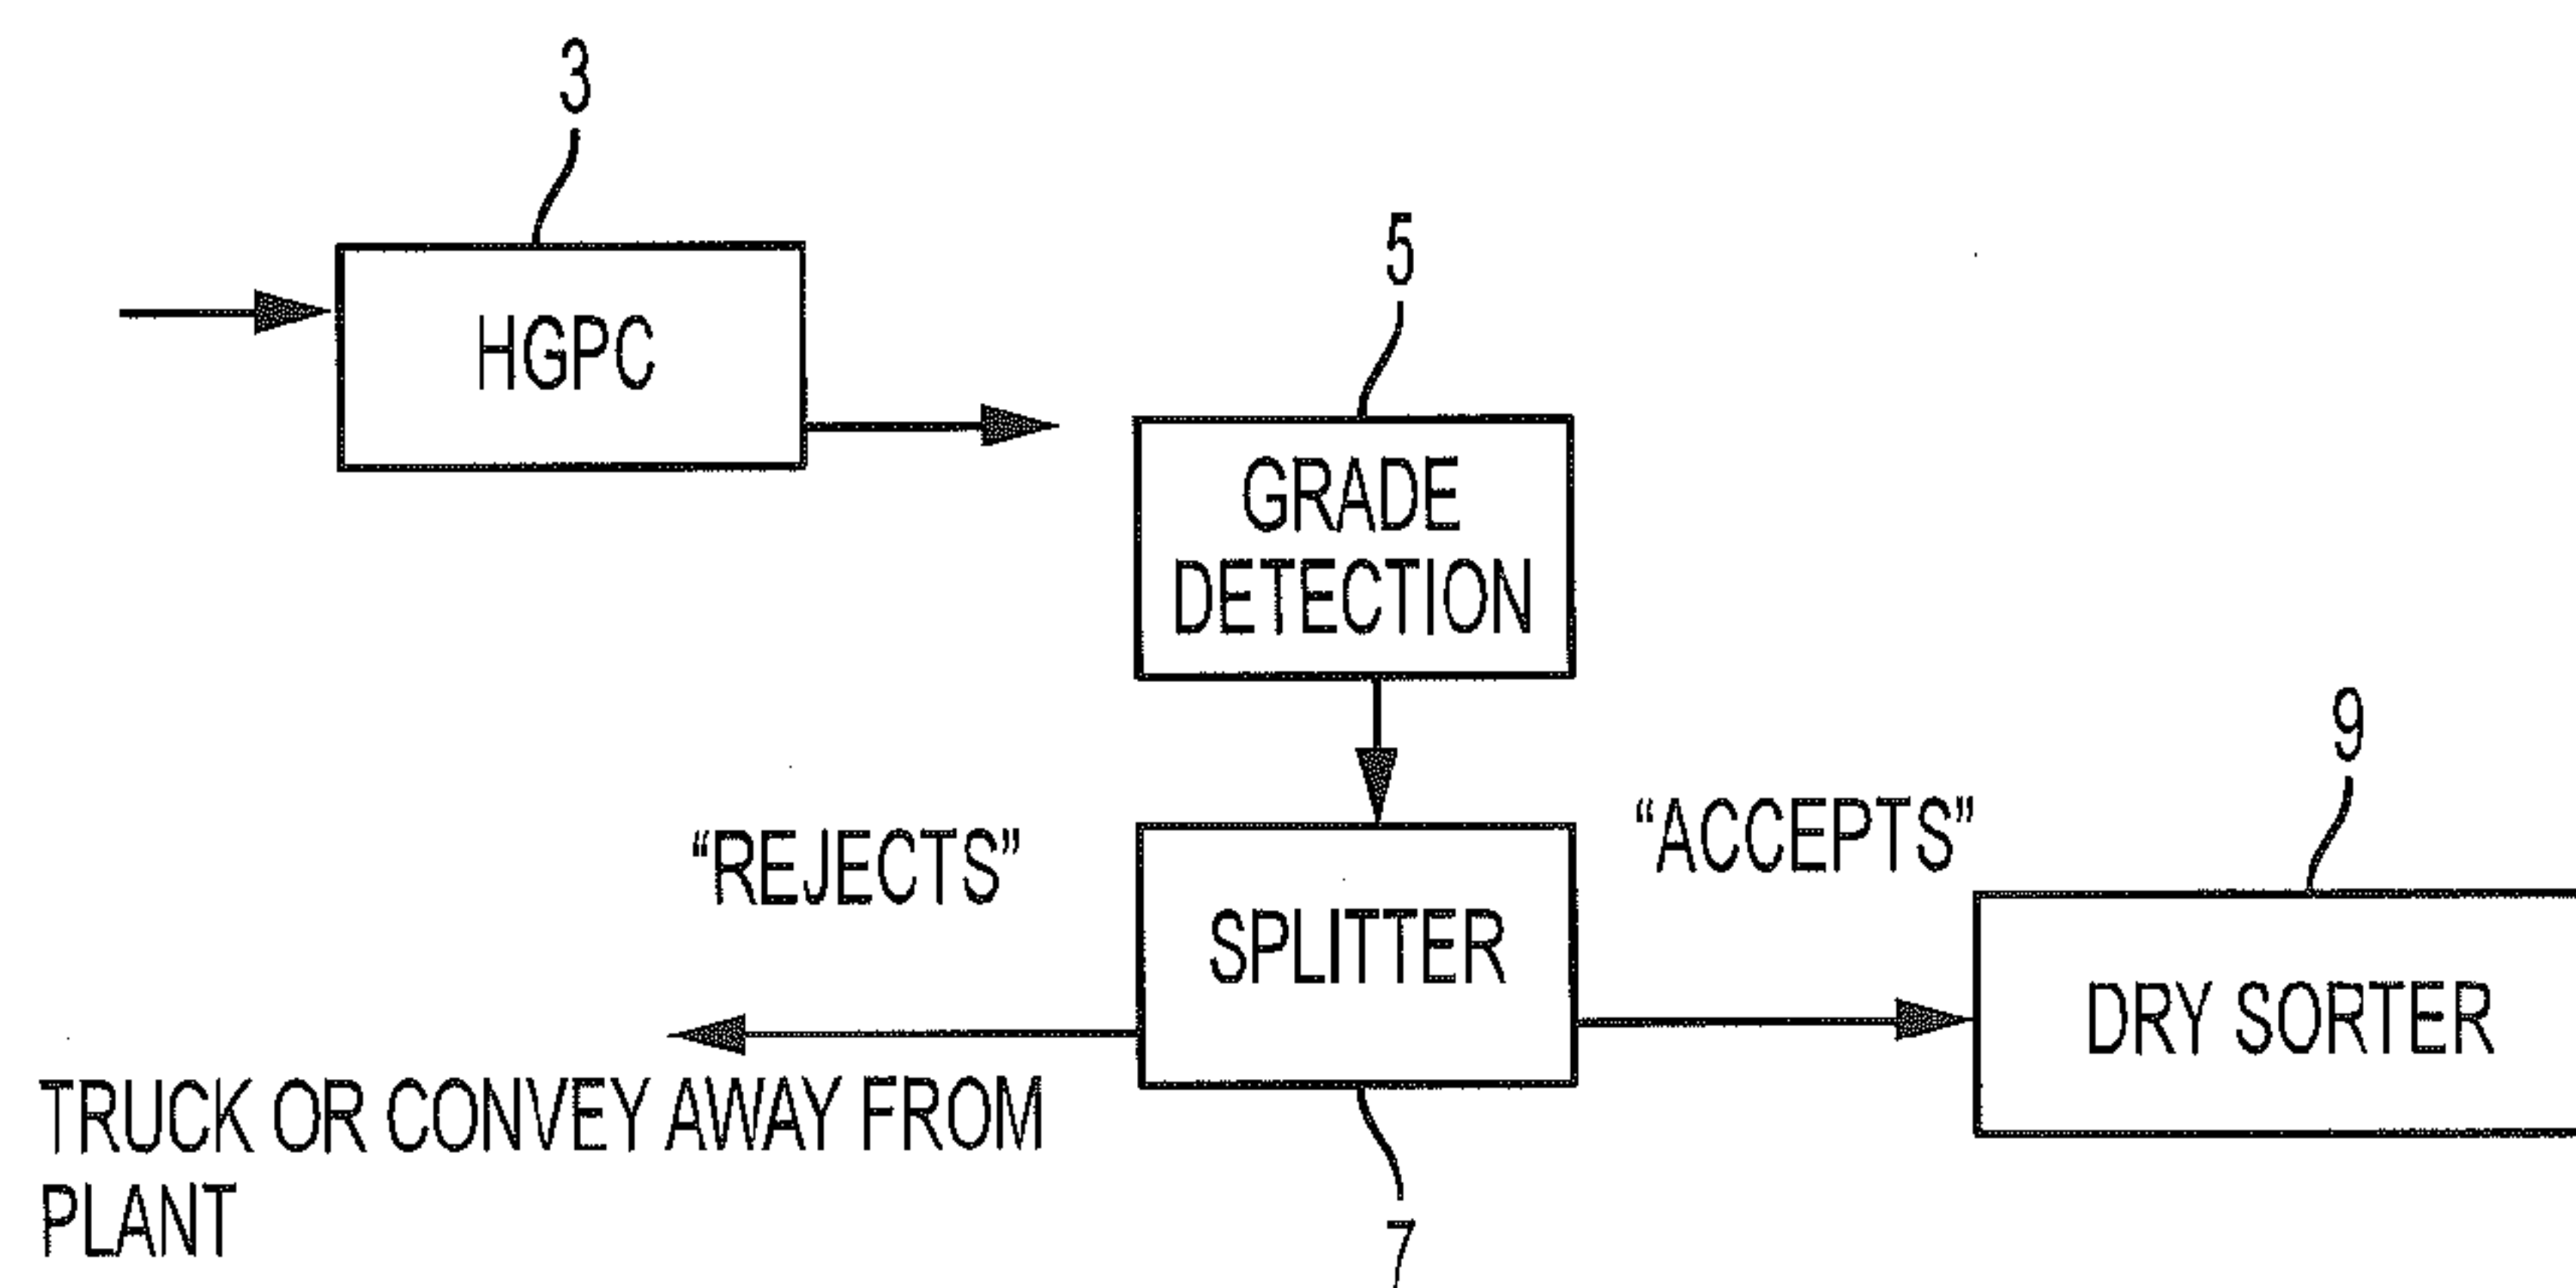 3
HGPC
5
GRADE
DETECTION
9
“REJECTS”
“ACCEPTS”
SPLITTER
DRY SORTER
TRUCK OR CONVEY AWAY FROM
PLANT
7